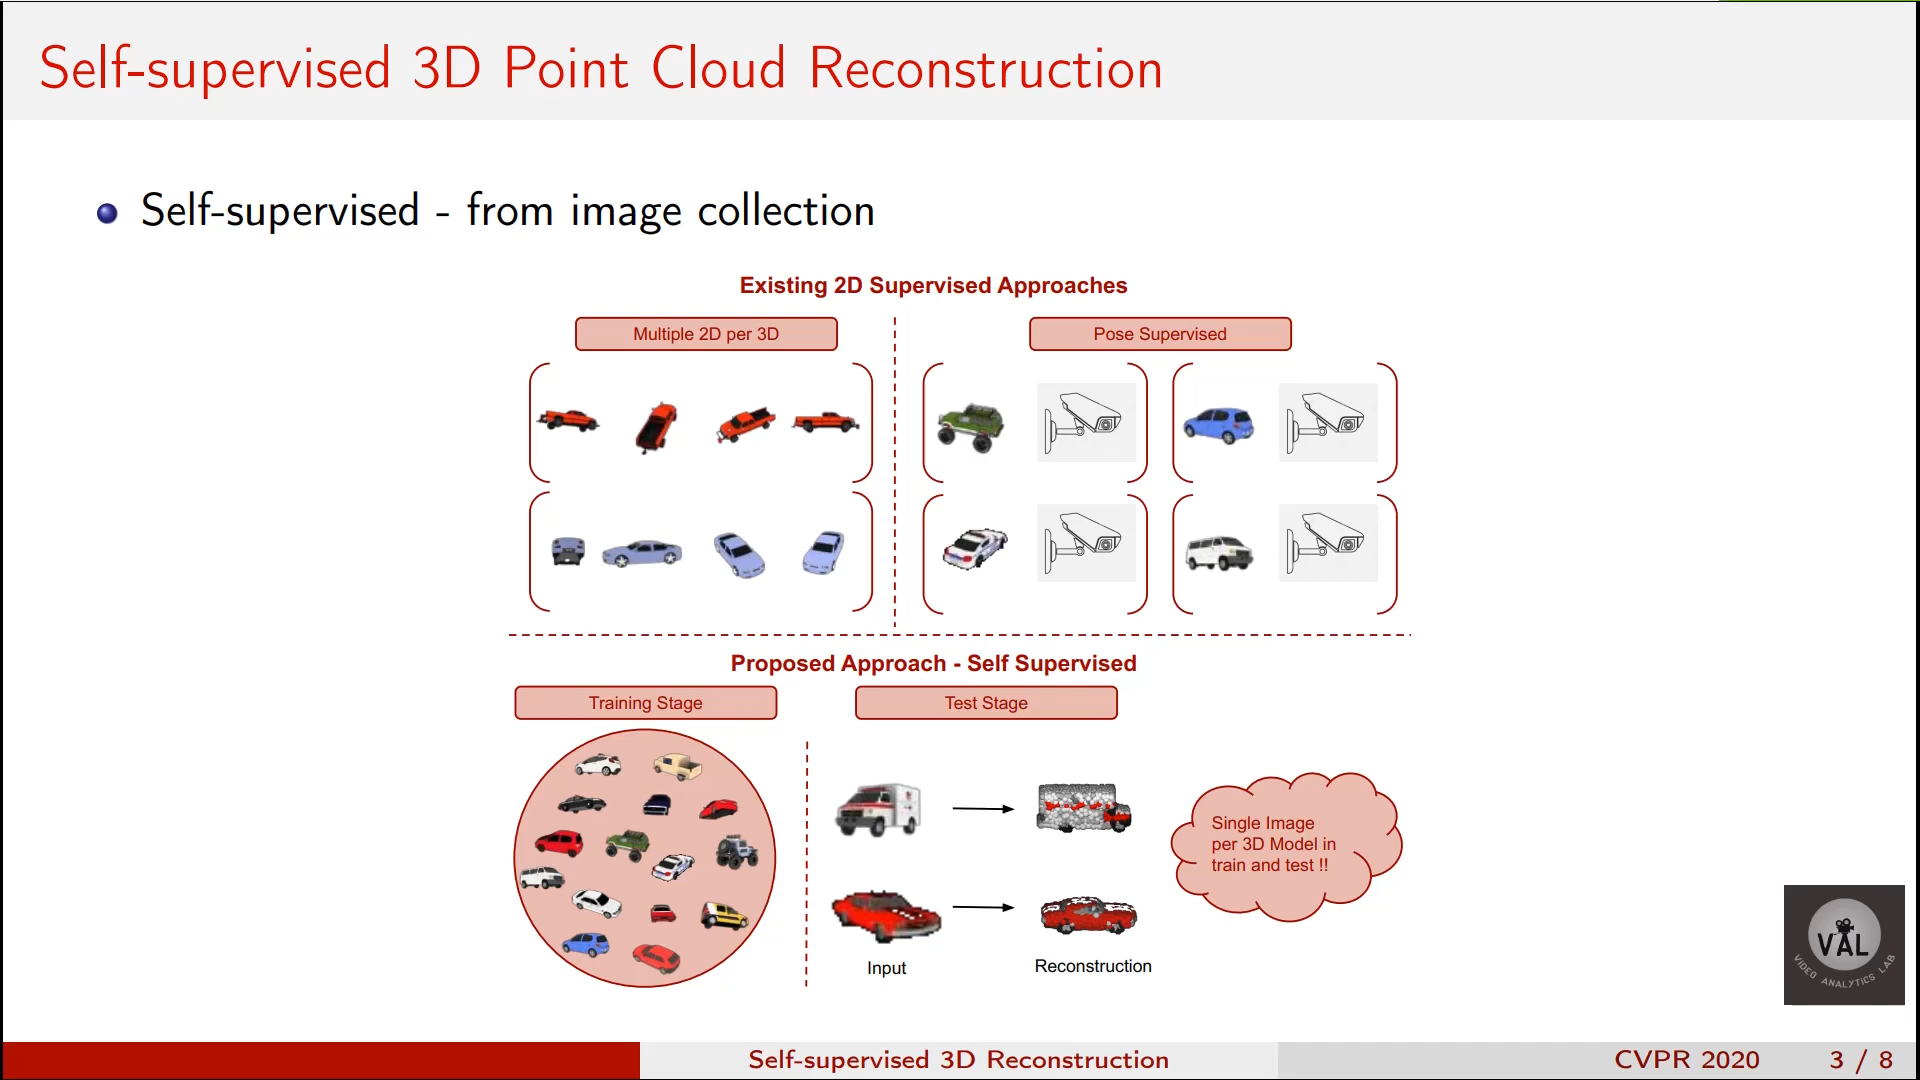 Self-supervised 3D Point Cloud Reconstruction
Self-supervised - from image collection
Existing 2D Supervised Approaches
Multiple 2D per 3D
Pose Supervised
Proposed Approach - Self Supervised
Training Stage
Test Stage
Single Image
per 3D Model in
train and test !!
Input
Reconstruction
VAL
VIDEO ANALYTICS LAB
Self-supervised 3D Reconstruction
CVPR 2020
3 / 8